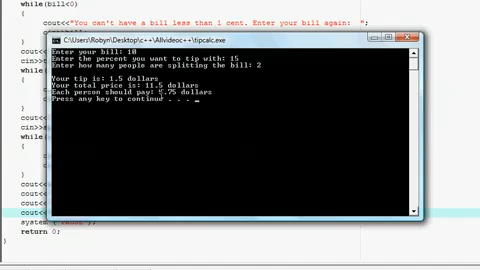 while(bill<0)
{
cout<<"You can't have a bill less than 1 cent. Enter your bill again:  ";
C:\Users\Robyn\Desktop\c++\Allvideoc++\tipcalc.exe
Enter your bill: 10
Enter the percent you want to tip with: 15
Enter how many people are splitting the bill: 2
Your tip is: 1.5 dollars
Your total price is: 11.5 dollars
Each person should pay: 5.75 dollars
Press any key to continue . . . _
}
cout<<
cin>>
while(
{
}
cout<<
cout<<
cout<<
cout<<
system ("PAUSE");
return 0;
}